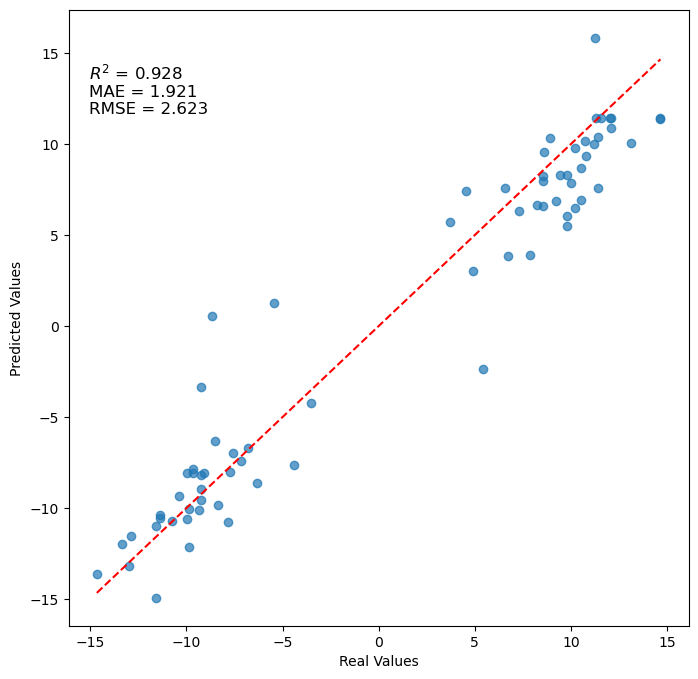 R² = 0.928
MAE = 1.921
RMSE = 2.623
15
10
5
0
−5
−10
−15
Predicted Values
−15 −10 −5 0 5 10 15
Real Values